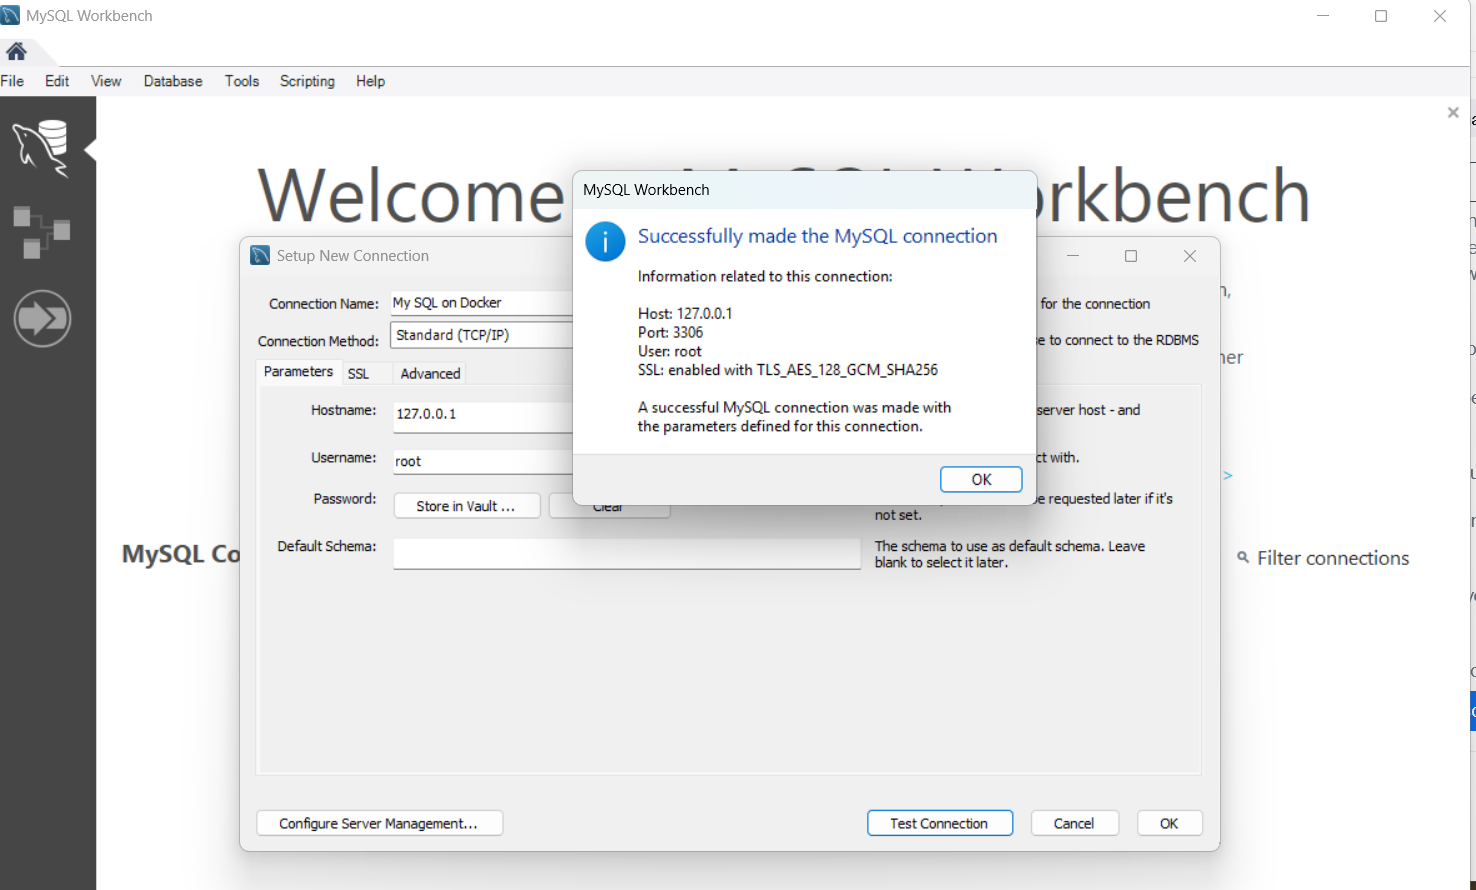 MySQL Workbench
File Edit View Database Tools Scripting Help
Welcome
rkbench
MySQL Workbench
Successfully made the MySQL connection
Information related to this connection:
Host: 127.0.0.1
Port: 3306
User: root
SSL: enabled with TLS_AES_128_GCM_SHA256
A successful MySQL connection was made with
the parameters defined for this connection.
OK
Setup New Connection
Connection Name: My SQL on Docker
for the connection
Connection Method: Standard (TCP/IP)
to connect to the RDBMS
Parameters SSL Advanced
Hostname: 127.0.0.1
server host - and
Username: root
with.
Password: Store in Vault ... Clear
requested later if it's
not set.
Default Schema:
The schema to use as default schema. Leave
blank to select it later.
Configure Server Management...
Test Connection Cancel OK
MySQL Co
>
Filter connections